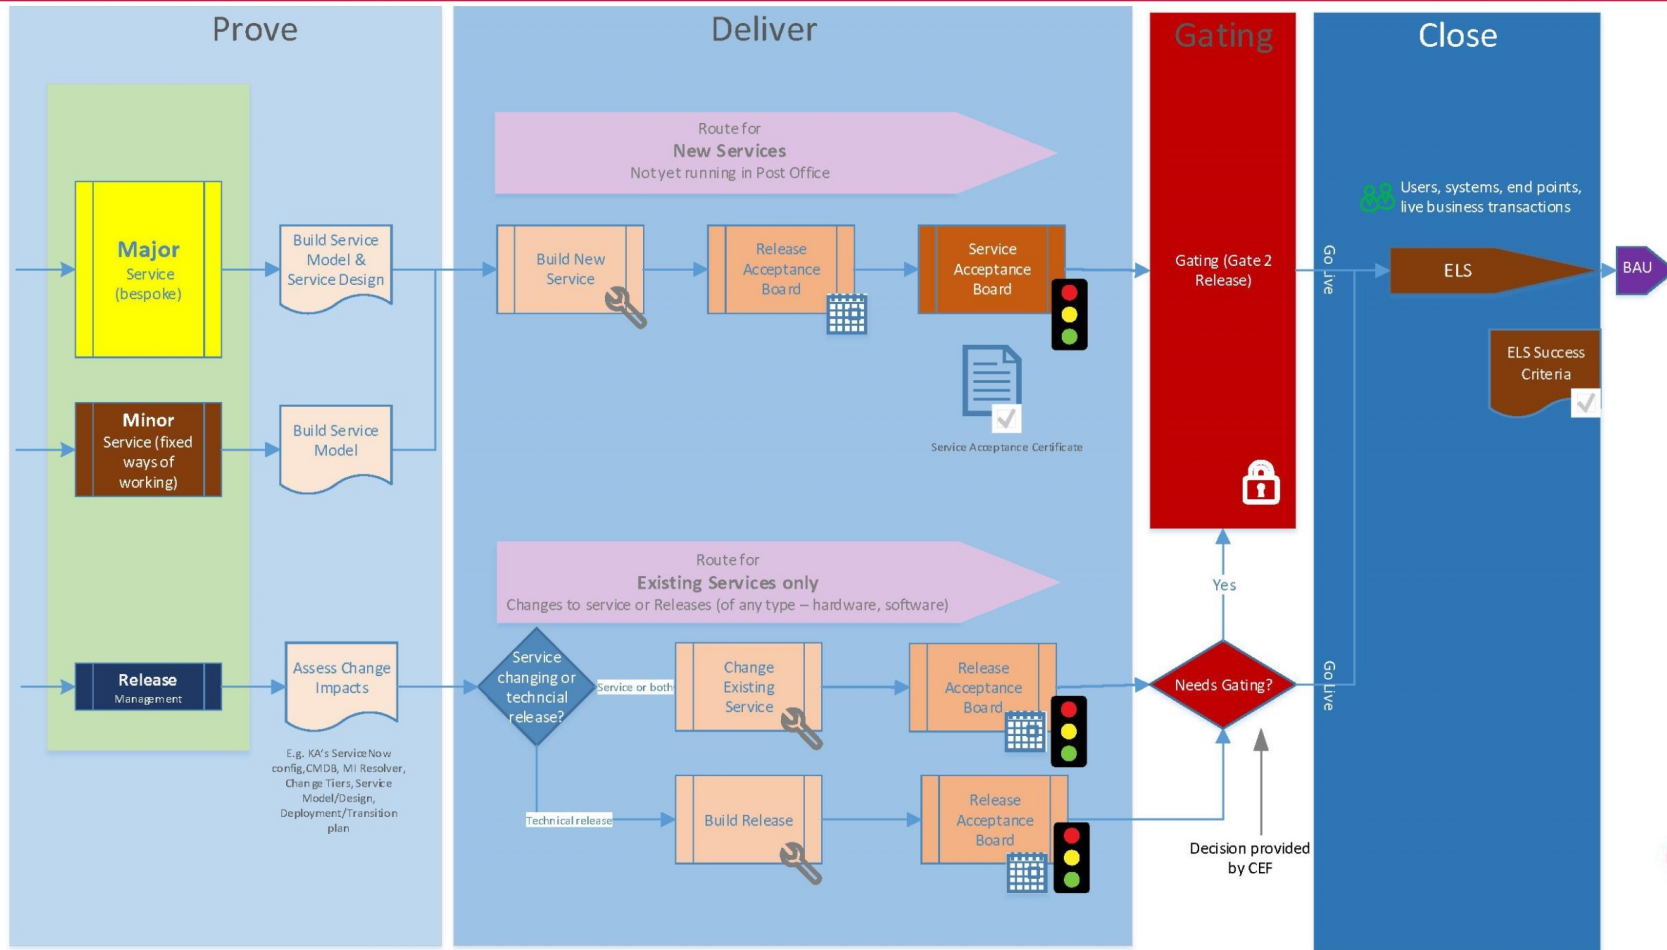 Prove
Deliver
Gating
Close
Route for
New Services
Not yet running in Post Office
Users, systems, end points,
live business transactions
Major
Service
(bespoke)
Build Service
Model &
Service Design
Build New
Service
Release
Acceptance
Board
Service
Acceptance
Board
Gating (Gate 2
Release)
Go Live
ELS
BAU
ELS Success
Criteria
Service Acceptance Certificate
Minor
Service (fixed
ways of
working)
Build Service
Model
Route for
Existing Services only
Changes to service or Releases (of any type – hardware, software)
Yes
Release
Management
Assess Change
Impacts
E.g. KA's ServiceNow
config,CMDB, MI Resolver,
Change Tiers, Service
Model/Design,
Deployment/Transition
plan
Service
changing or
techncial
release?
Service or both
Change
Existing
Service
Release
Acceptance
Board
Needs Gating?
Go Live
Technical release
Build Release
Release
Acceptance
Board
Decision provided
by CEF